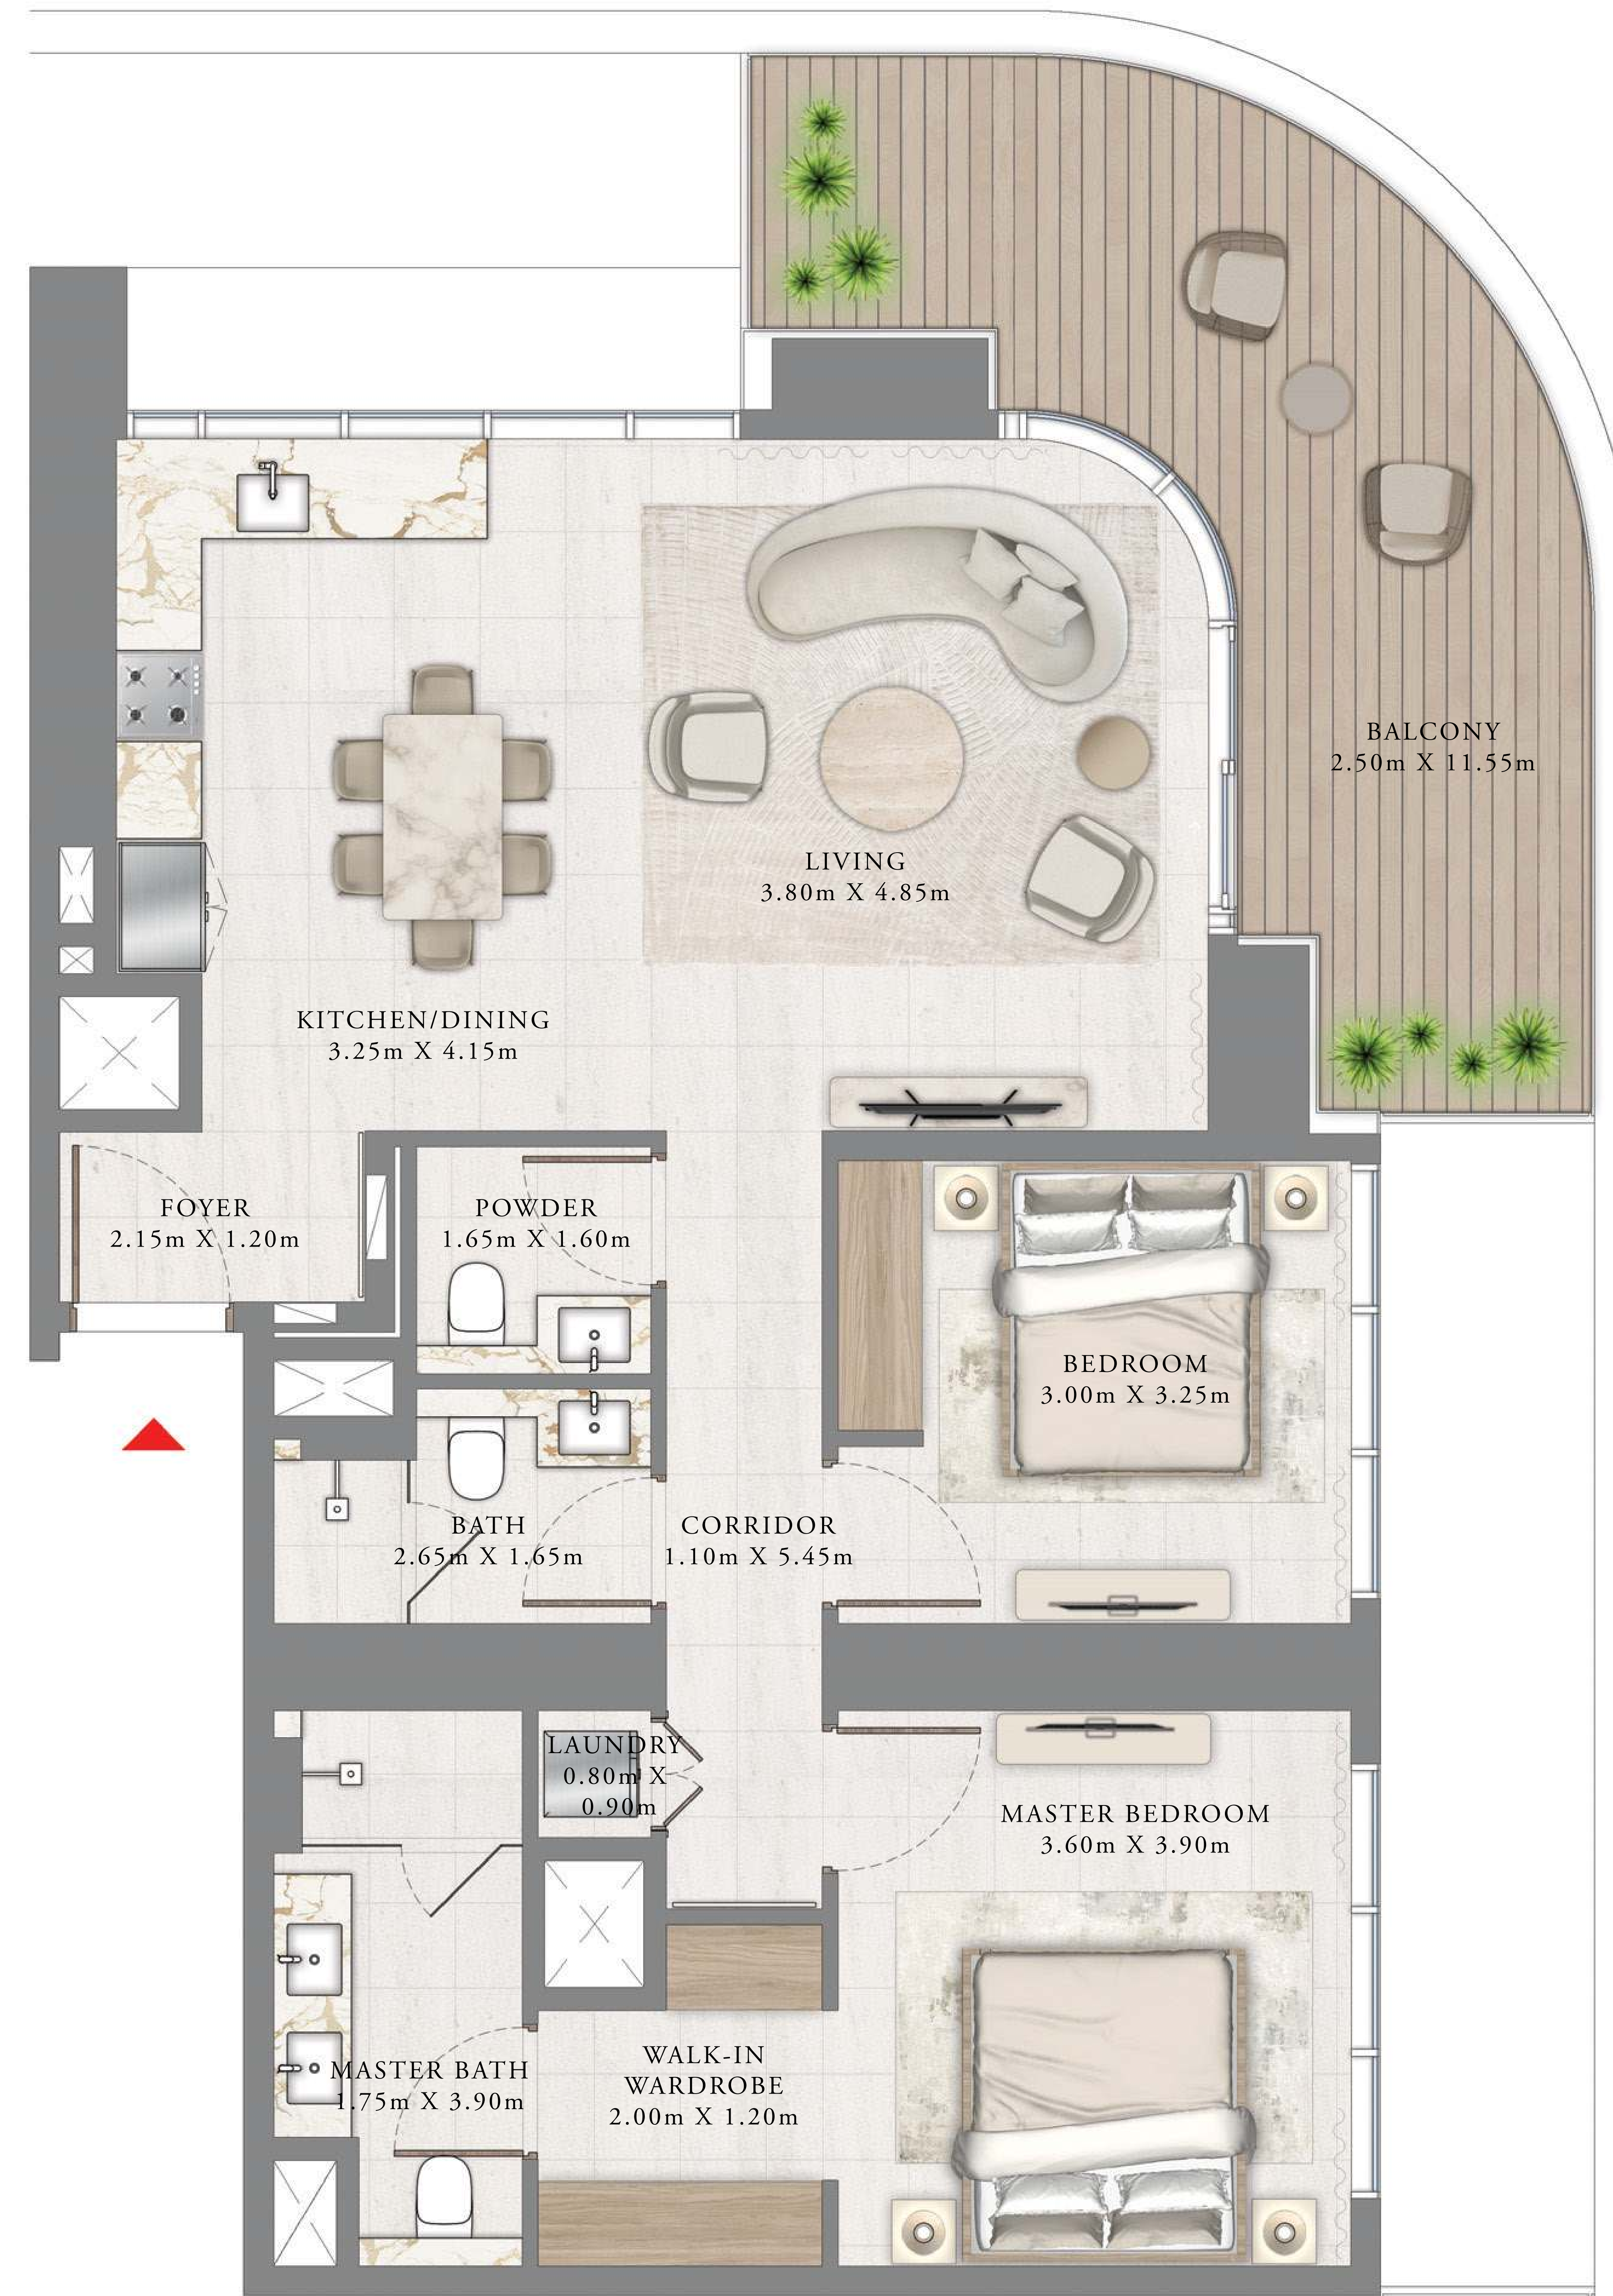 BALCONY
2.50m X 11.55m
LIVING
3.80m X 4.85m
KITCHEN/DINING
3.25m X 4.15m
FOYER
2.15m X 1.20m
POWDER
1.65m X 1.60m
BEDROOM
3.00m X 3.25m
BATH
2.65m X 1.65m
CORRIDOR
1.10m X 5.45m
LAUNDRY
0.80m X
0.90m
MASTER BEDROOM
3.60m X 3.90m
MASTER BATH
1.75m X 3.90m
WALK-IN
WARDROBE
2.00m X 1.20m